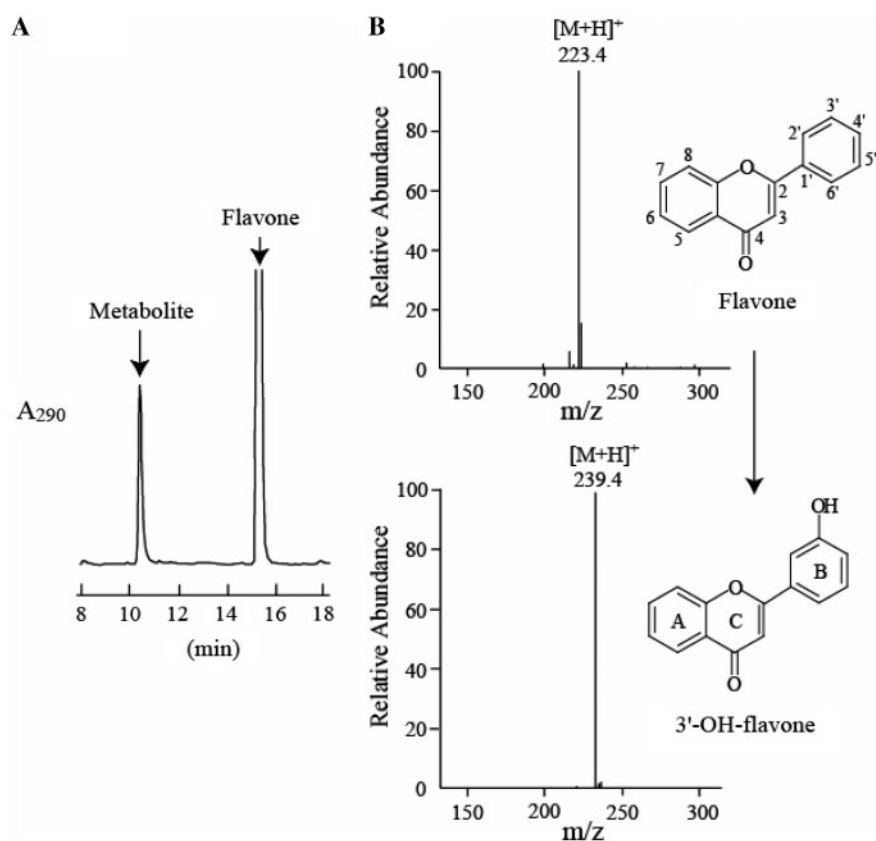 A
Flavone
Metabolite
A290
8 10 12 14 16 18
(min)
B
[M+H]+
223.4
Relative Abundance
100
80
60
40
20
0
150 200 250 300
m/z
O
O
1'
2'
3'
4'
5'
6'
2
3
4
5
6
7
8
Flavone
[M+H]+
239.4
Relative Abundance
100
80
60
40
20
0
150 200 250 300
m/z
OH
B
O
A C
O
3'-OH-flavone